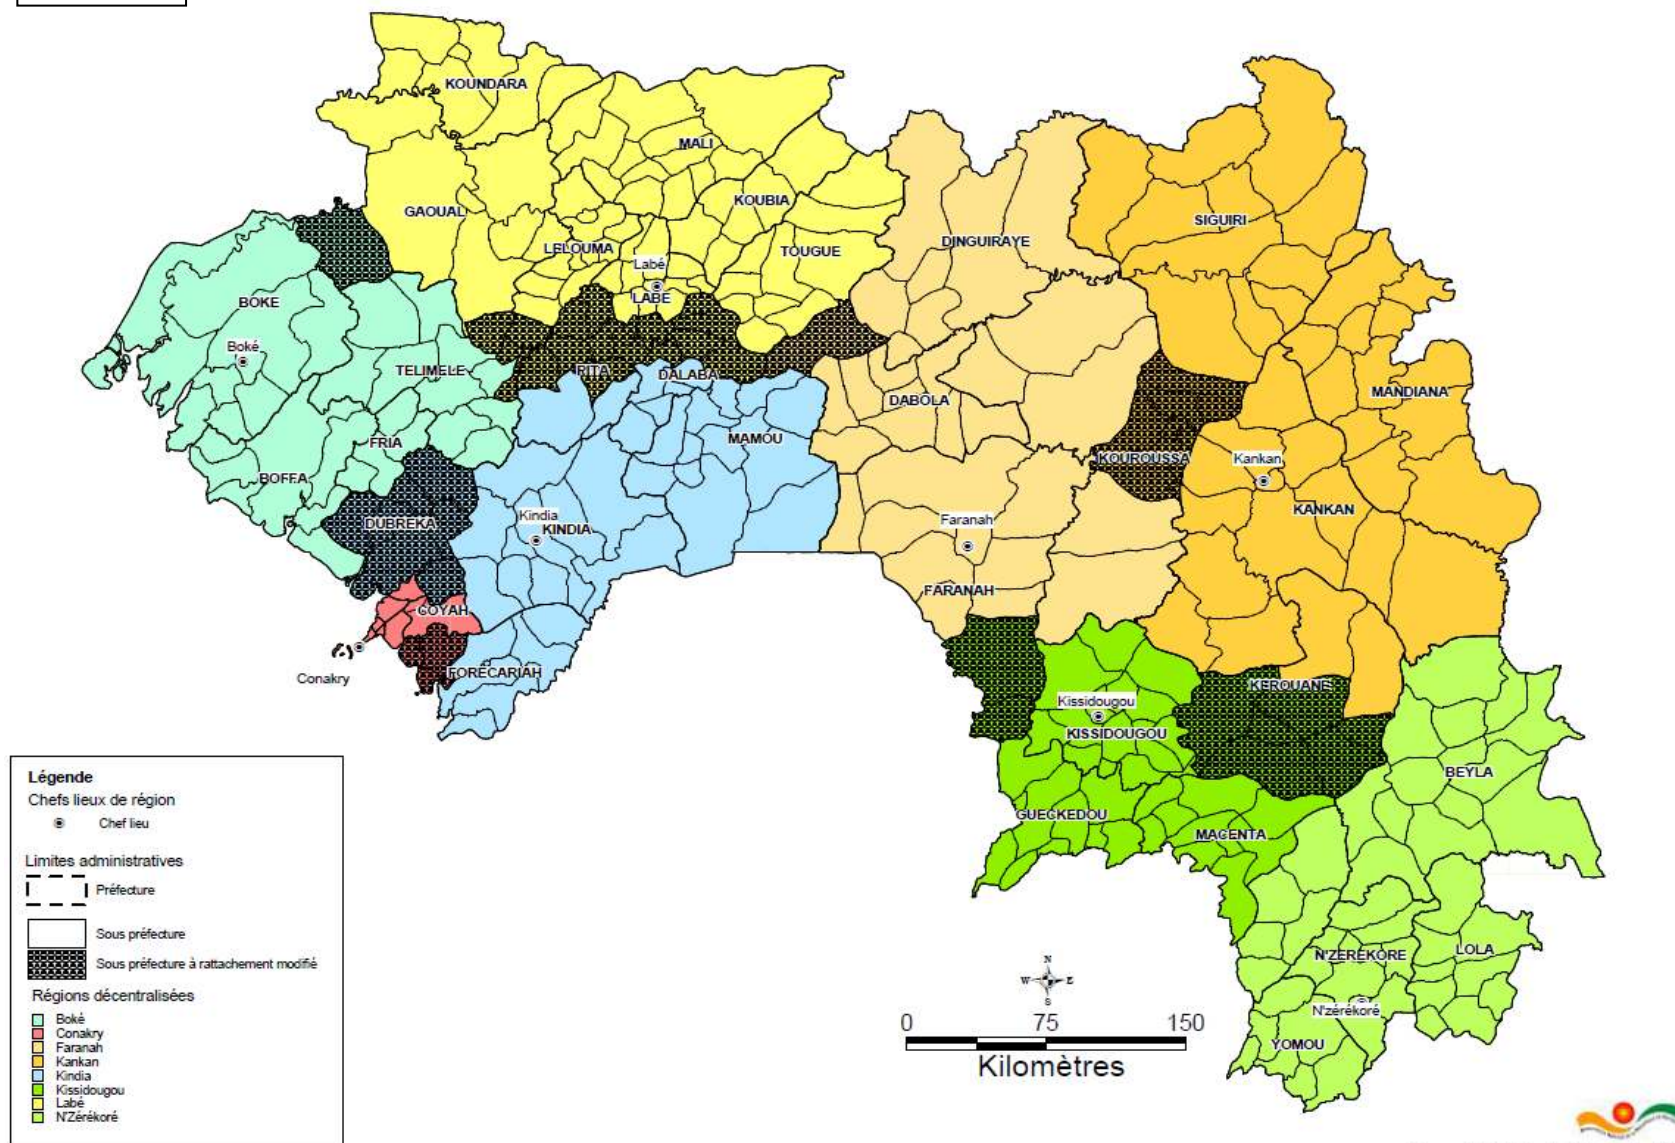 KOUNDARA
MALI
KOUBIA
GAOUAL
LELOUMA
TOUGUE
Labé
LABE
DINGUIRAYE
SIGUIRI
BOKE
Boké
TELIMELE
PITA
DALABA
DABOLA
MANDIANA
FRIA
MAMOU
BOFFA
KOUROUSSA
Kankan
KANKAN
DUBREKA
Kindia
KINDIA
Faranah
FARANAH
COYAH
Conakry
FORECARIAH
KEROUANE
Kissidougou
KISSIDOUGOU
BEYLA
GUECKEDOU
MACENTA
N'ZEREKORE
LOLA
N'zérékoré
YOMOU
Légende
Chefs lieux de région
Chef lieu
Limites administratives
Préfecture
Sous préfecture
Sous préfecture à rattachement modifié
Régions décentralisées
Boké
Conakry
Faranah
Kankan
Kindia
Kissidougou
Labé
N'Zérékoré
N
W E
S
0 75 150
Kilomètres